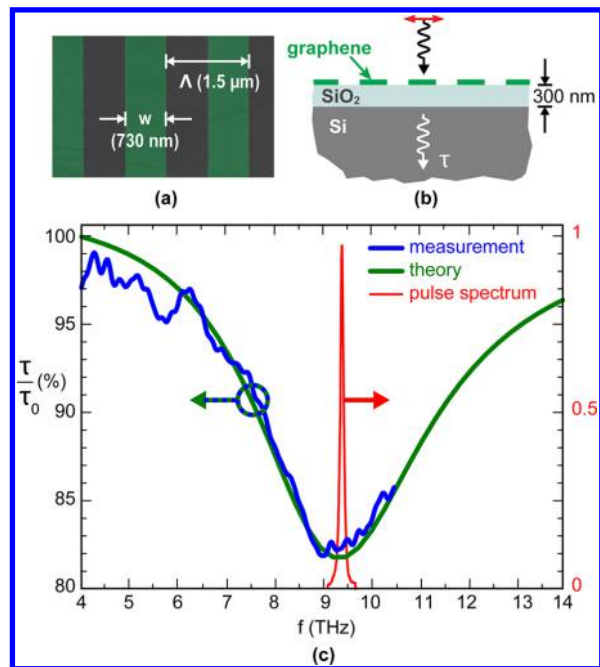 Λ (1.5 μm)
w
(730 nm)
(a)
graphene
SiO₂
300 nm
Si
τ
(b)
100
95
90
85
80
τ/τ₀ (%)
measurement
theory
pulse spectrum
1
0.5
0
4 5 6 7 8 9 10 11 12 13 14
f (THz)
(c)